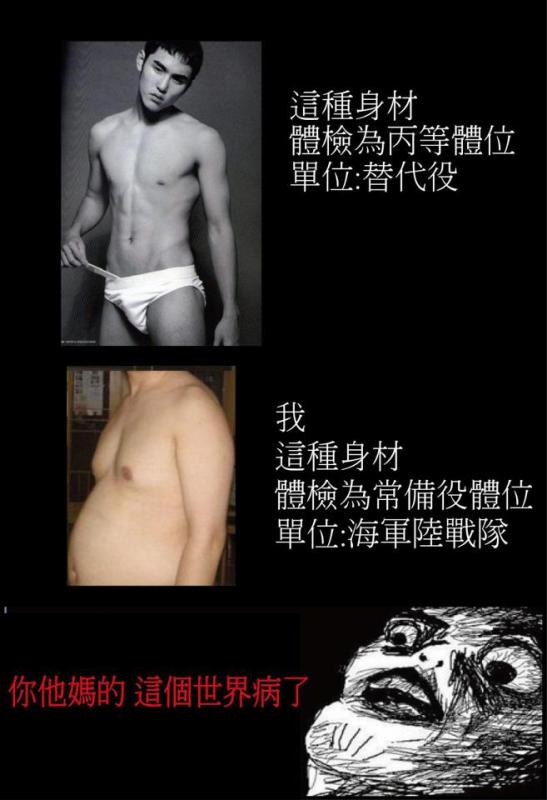 這種身材
體檢為丙等體位
單位:替代役
我
這種身材
體檢為常備役體位
單位:海軍陸戰隊
你他媽的 這個世界病了